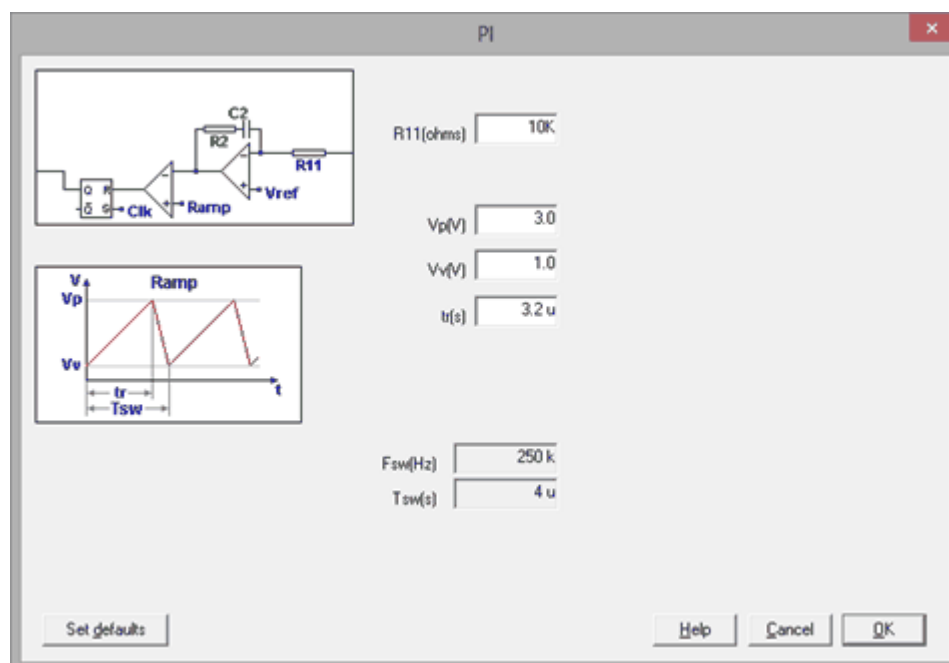 PI
C2
R2
R11
Vref
Ramp
Q R
Q S
Clk
R11(ohms) 10K
Vp(V) 3.0
Vv(V) 1.0
tr(s) 3.2 u
V
Ramp
Vp
Vv
tr
Tsw
t
Fsw(Hz) 250 k
Tsw(s) 4 u
Set defaults
Help
Cancel
OK